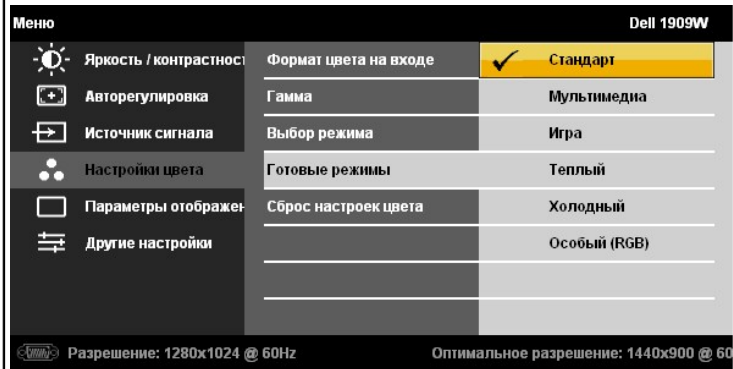 Меню
Dell 1909W
Яркость / контрастност
Авторегулировка
Источник сигнала
Настройки цвета
Параметры отображен
Другие настройки
Формат цвета на входе
Гамма
Выбор режима
Готовые режимы
Сброс настроек цвета
Стандарт
Мультимедиа
Игра
Теплый
Холодный
Особый (RGB)
Разрешение: 1280x1024 @ 60Hz
Оптимальное разрешение: 1440x900 @ 60